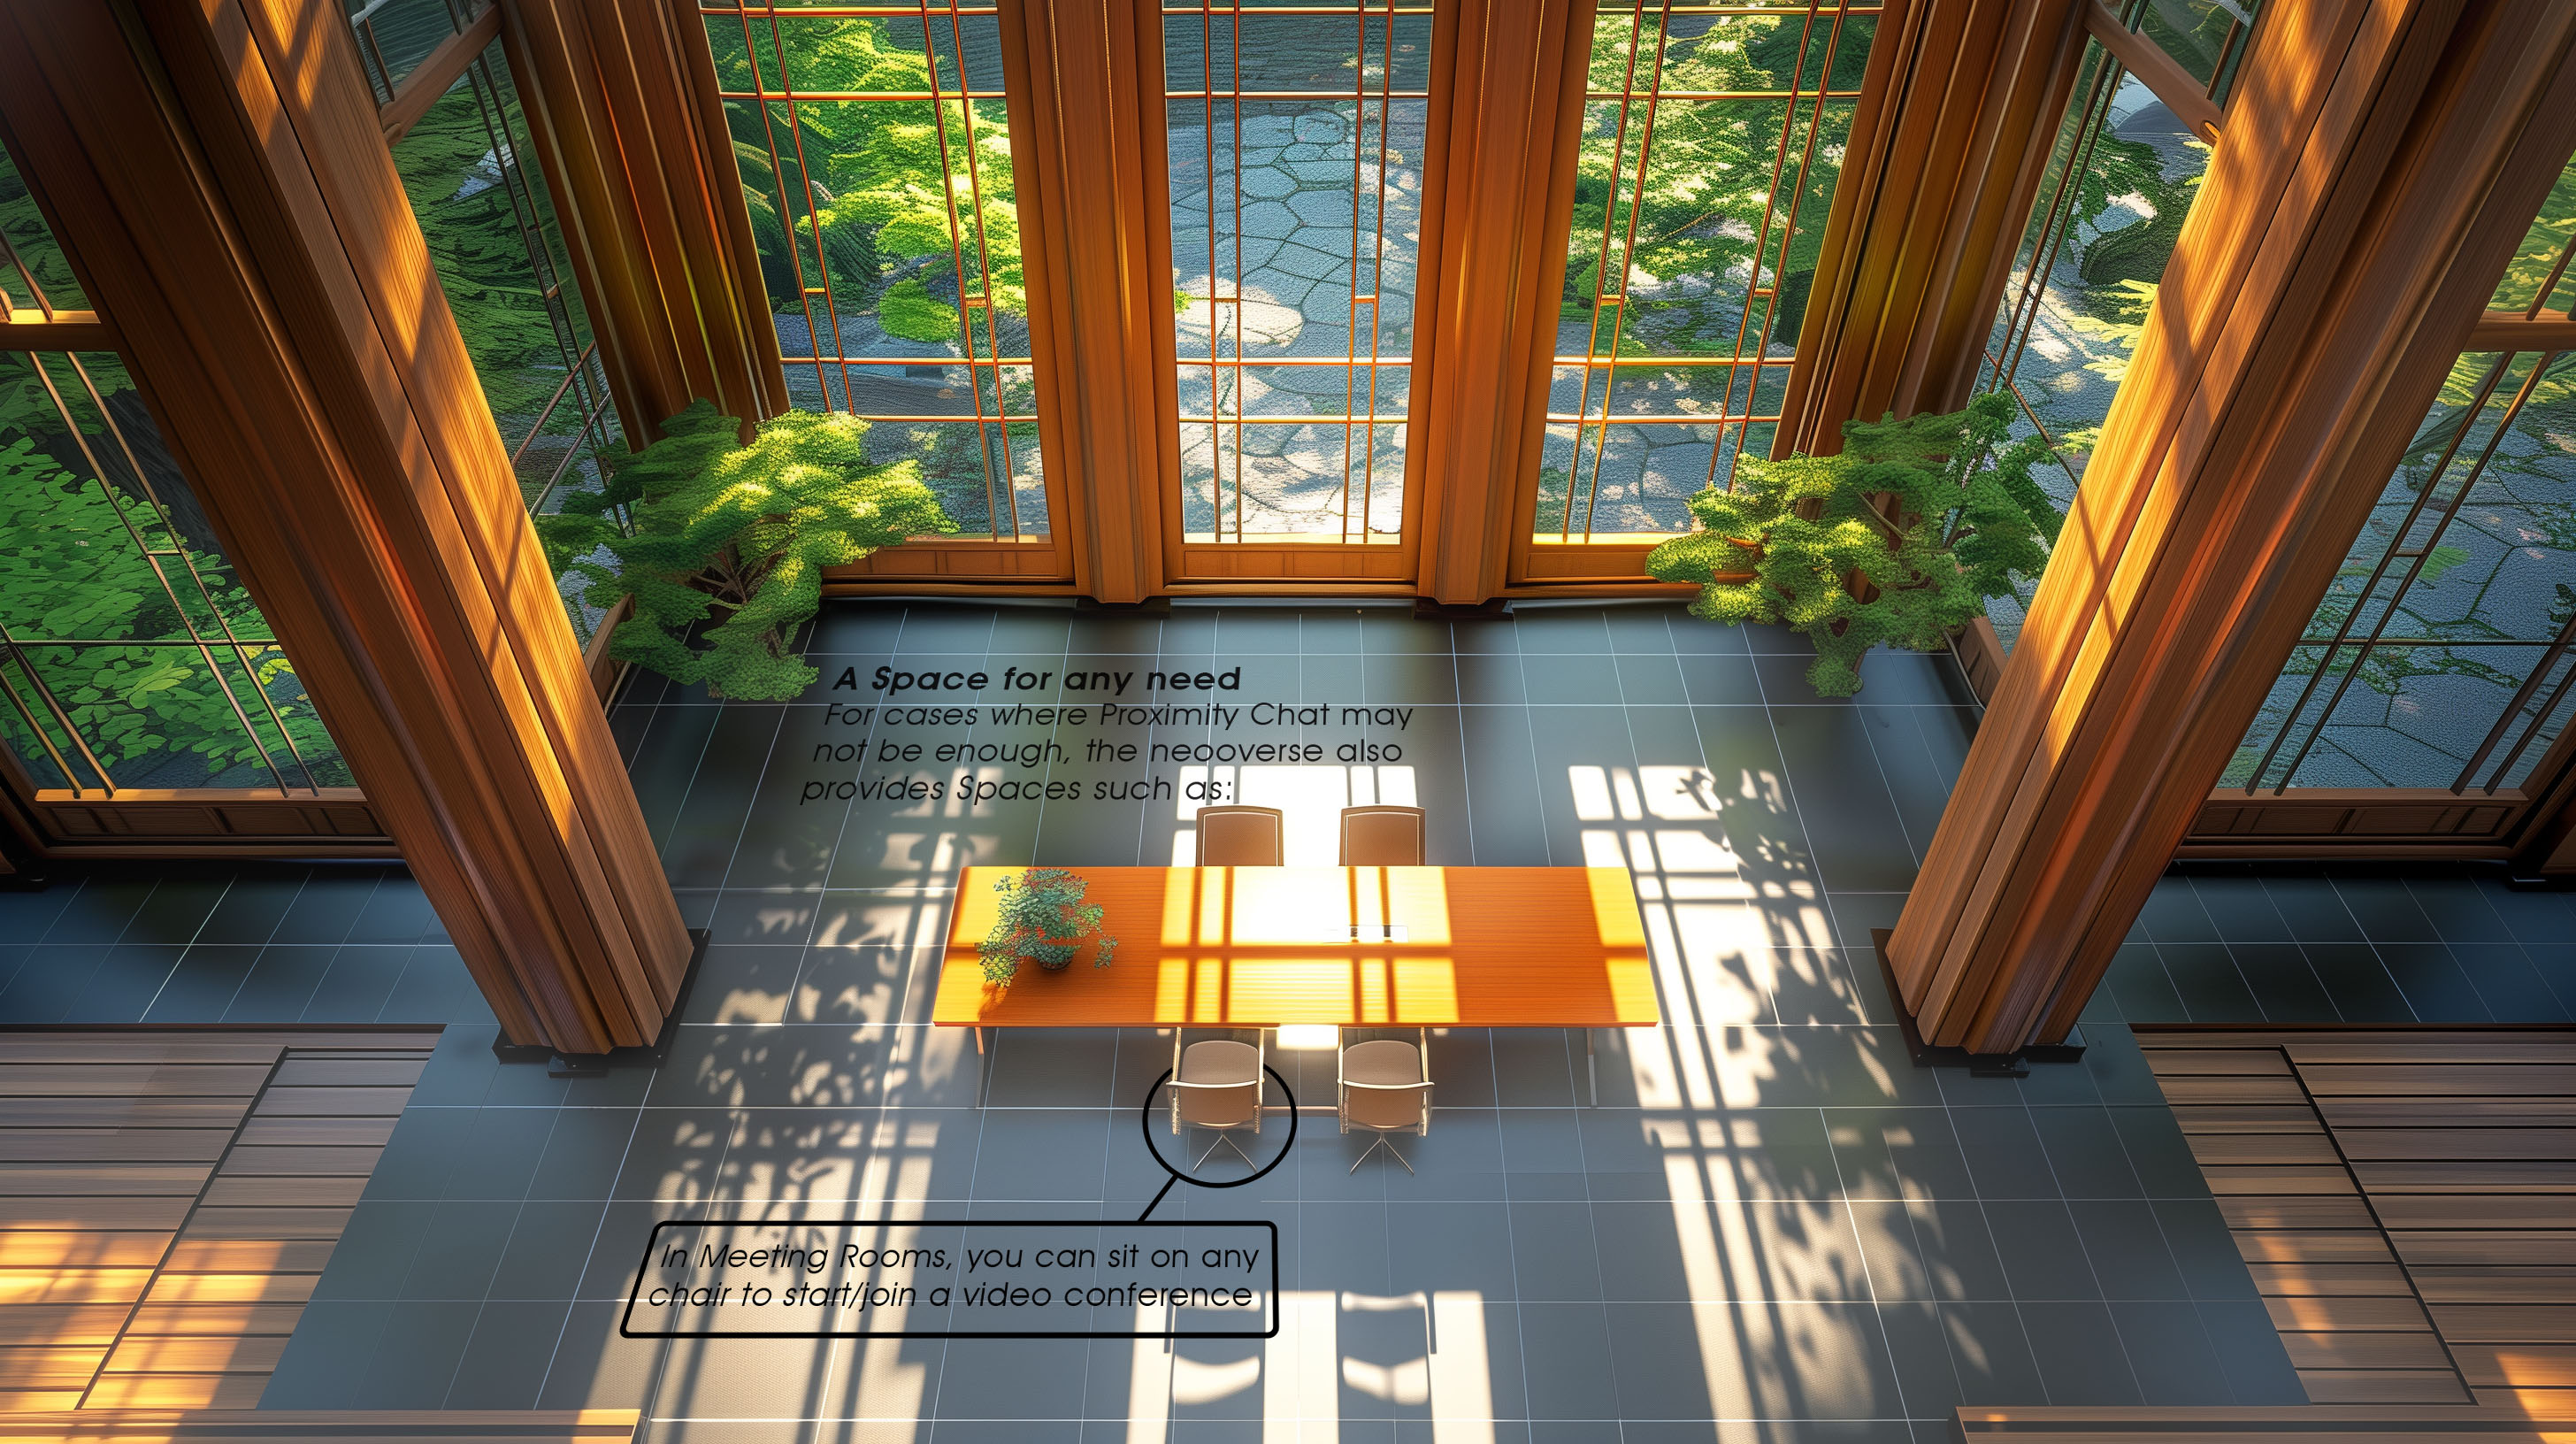 A Space for any need
For cases where Proximity Chat may
not be enough, the neooverse also
provides Spaces such as:
In Meeting Rooms, you can sit on any
chair to start/join a video conference